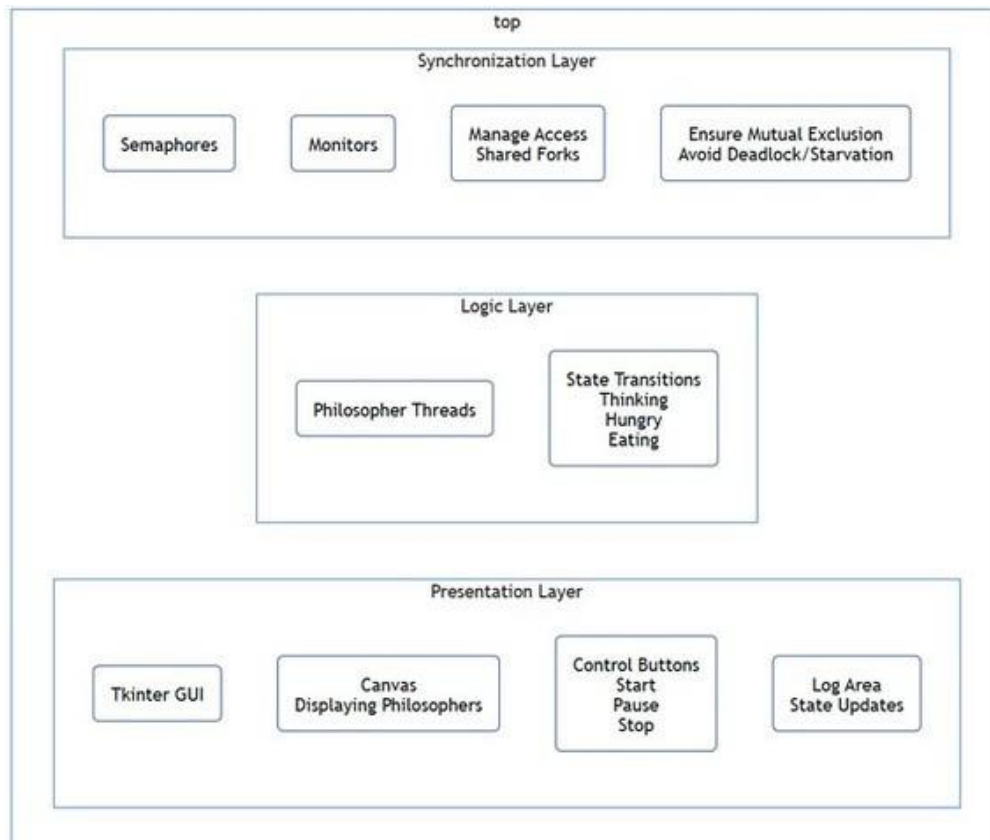 top
Synchronization Layer
Semaphores
Monitors
Manage Access
Shared Forks
Ensure Mutual Exclusion
Avoid Deadlock/Starvation
Logic Layer
Philosopher Threads
State Transitions
Thinking
Hungry
Eating
Presentation Layer
Tkinter GUI
Canvas
Displaying Philosophers
Control Buttons
Start
Pause
Stop
Log Area
State Updates